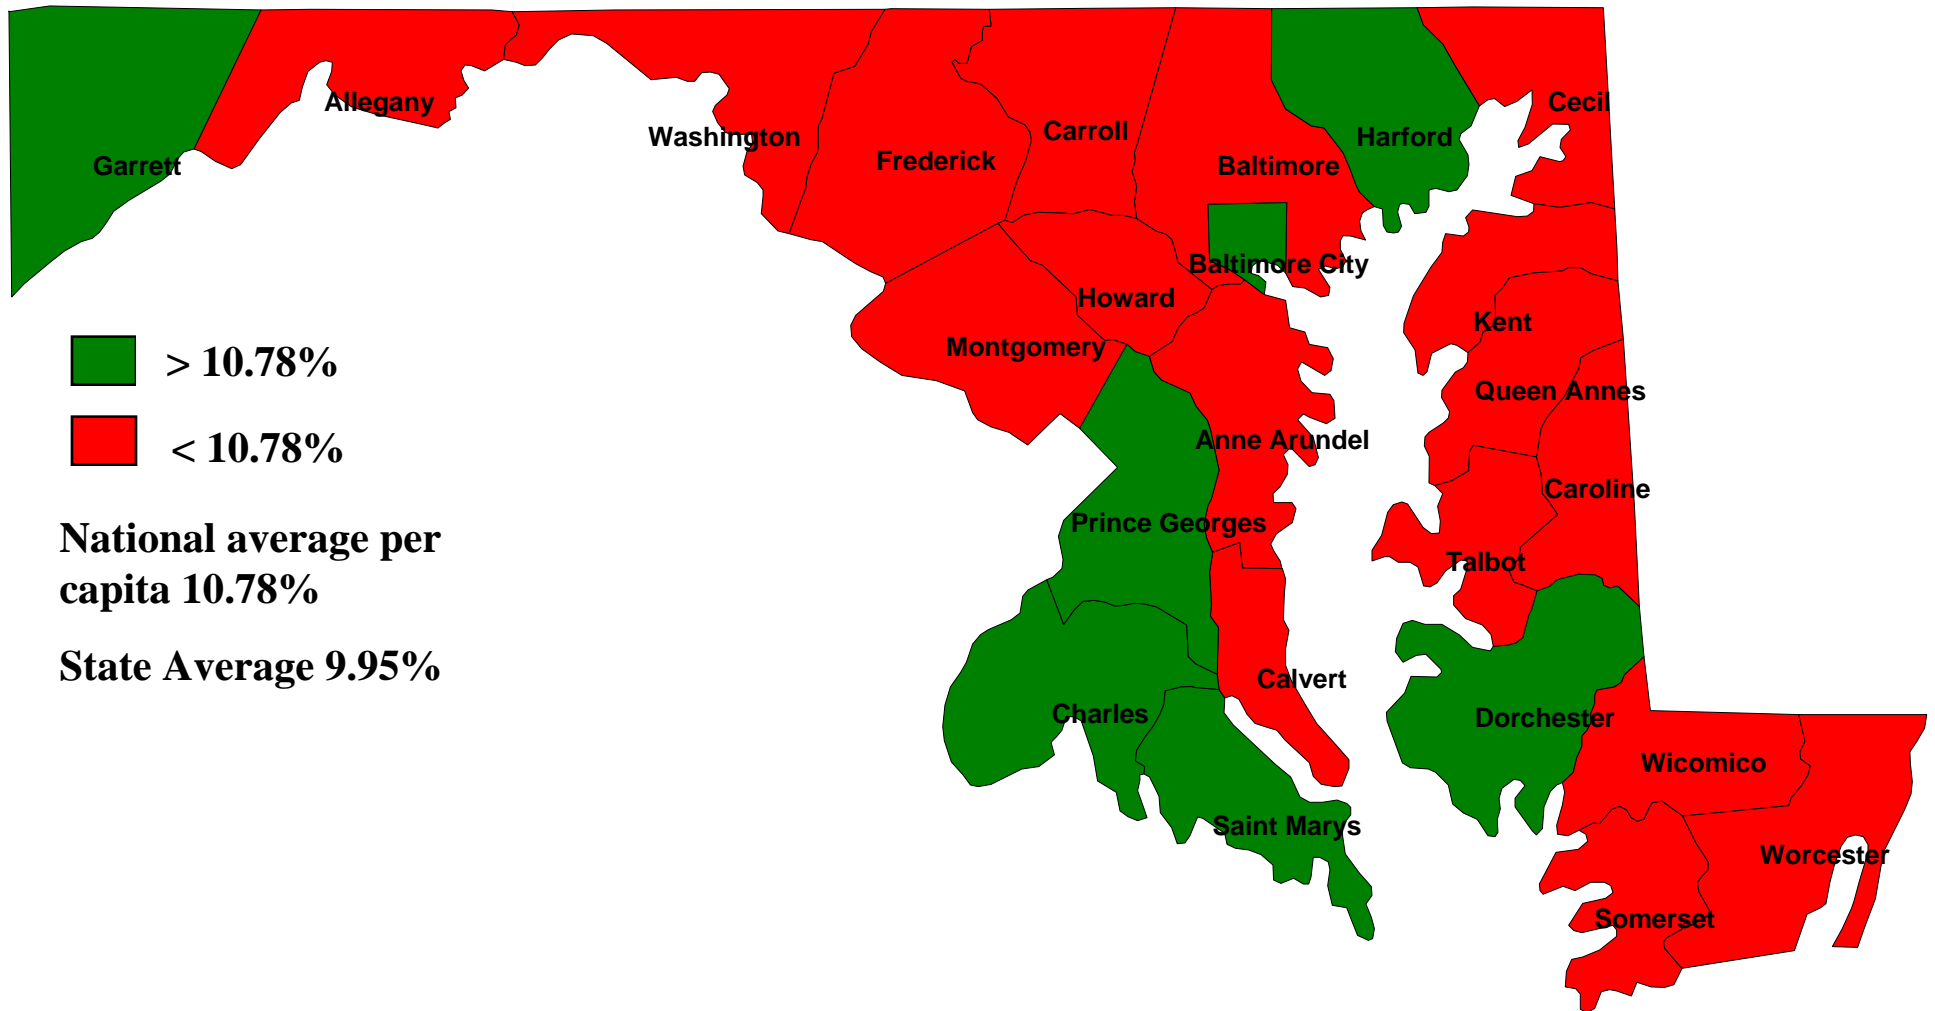 Allegany
Cecil
Garrett
Washington
Frederick
Carroll
Baltimore
Harford
Baltimore City
Howard
Montgomery
Kent
Queen Annes
Anne Arundel
Caroline
Prince Georges
Talbot
Calvert
Charles
Dorchester
Wicomico
Saint Marys
Worcester
Somerset
> 10.78%
< 10.78%
National average per
capita 10.78%
State Average 9.95%